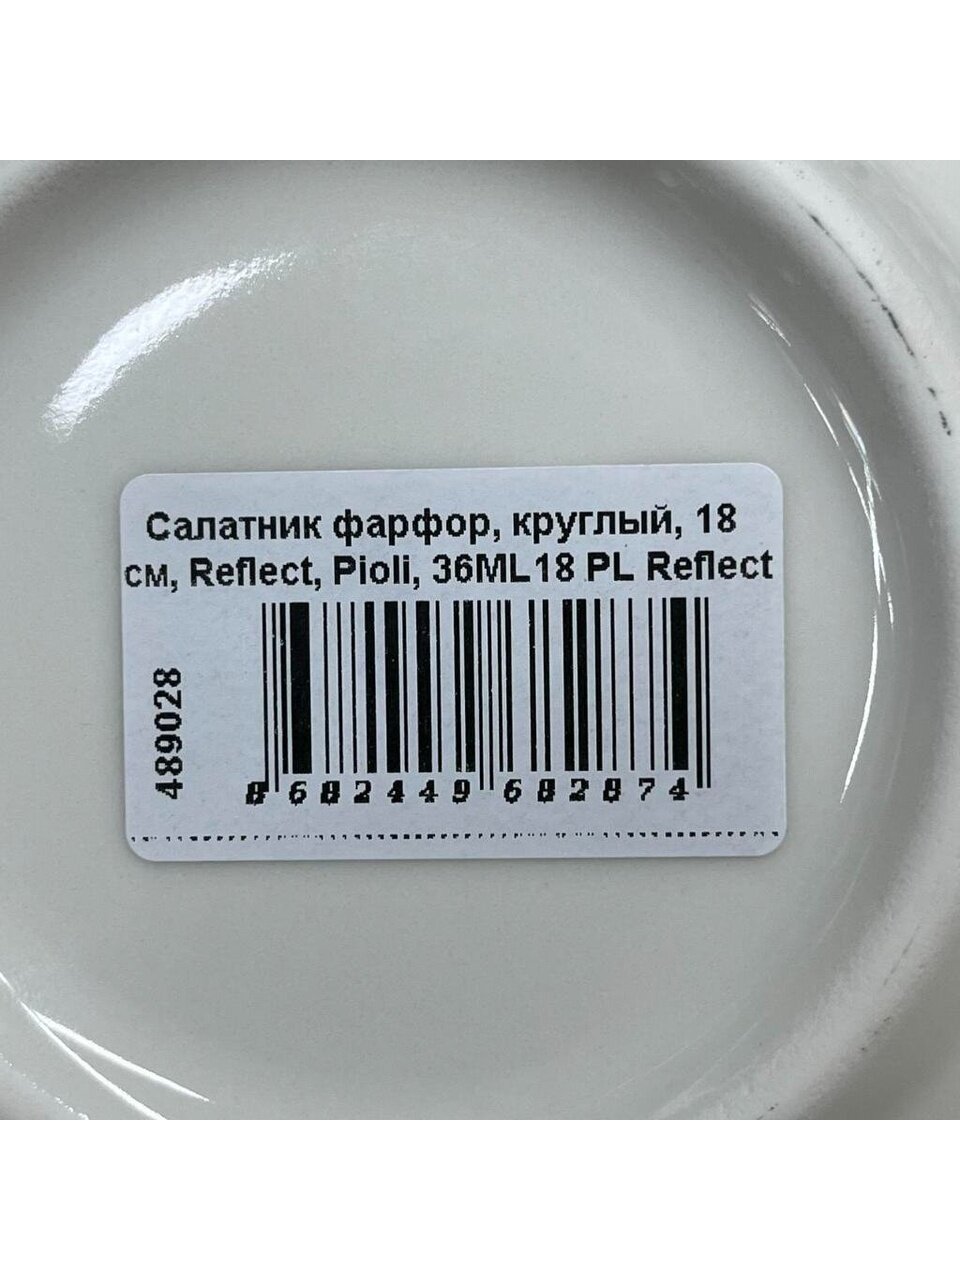 Салатник фарфор, круглый, 18
см, Reflect, Pioli, 36ML18 PL Reflect
489028
8 682449 682874